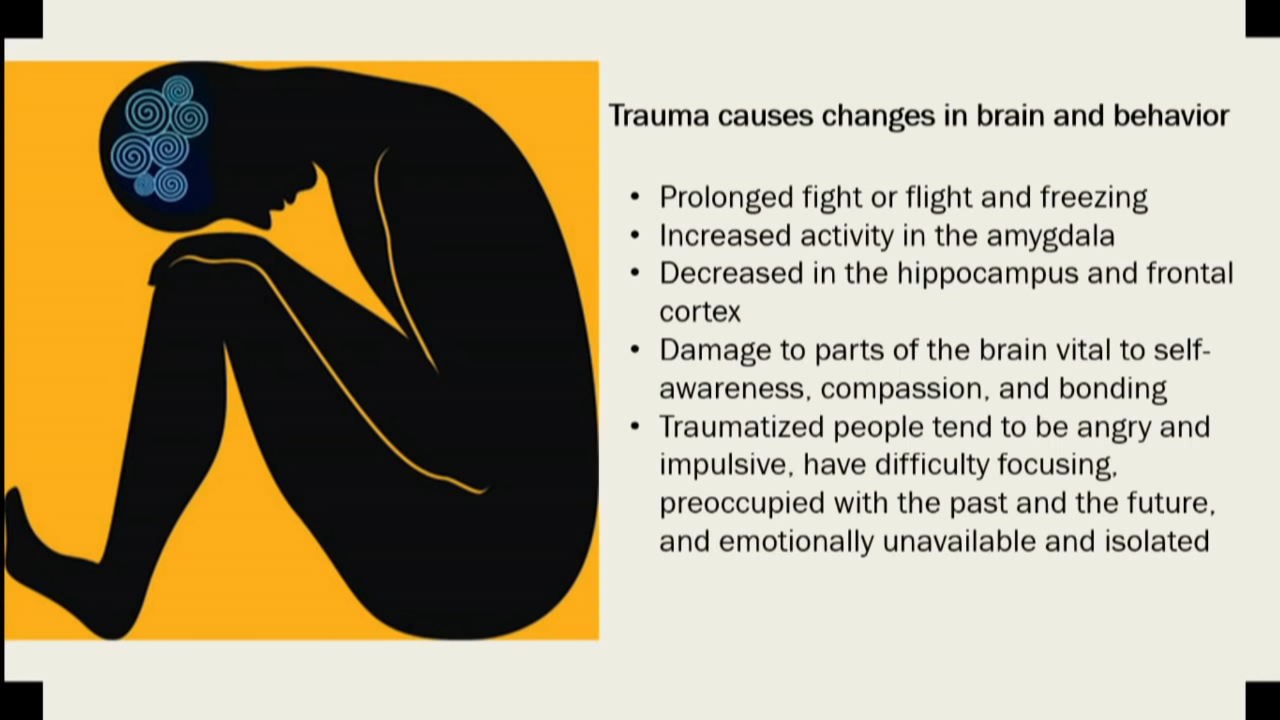 Trauma causes changes in brain and behavior
• Prolonged fight or flight and freezing
• Increased activity in the amygdala
• Decreased in the hippocampus and frontal
cortex
• Damage to parts of the brain vital to self-
awareness, compassion, and bonding
• Traumatized people tend to be angry and
impulsive, have difficulty focusing,
preoccupied with the past and the future,
and emotionally unavailable and isolated